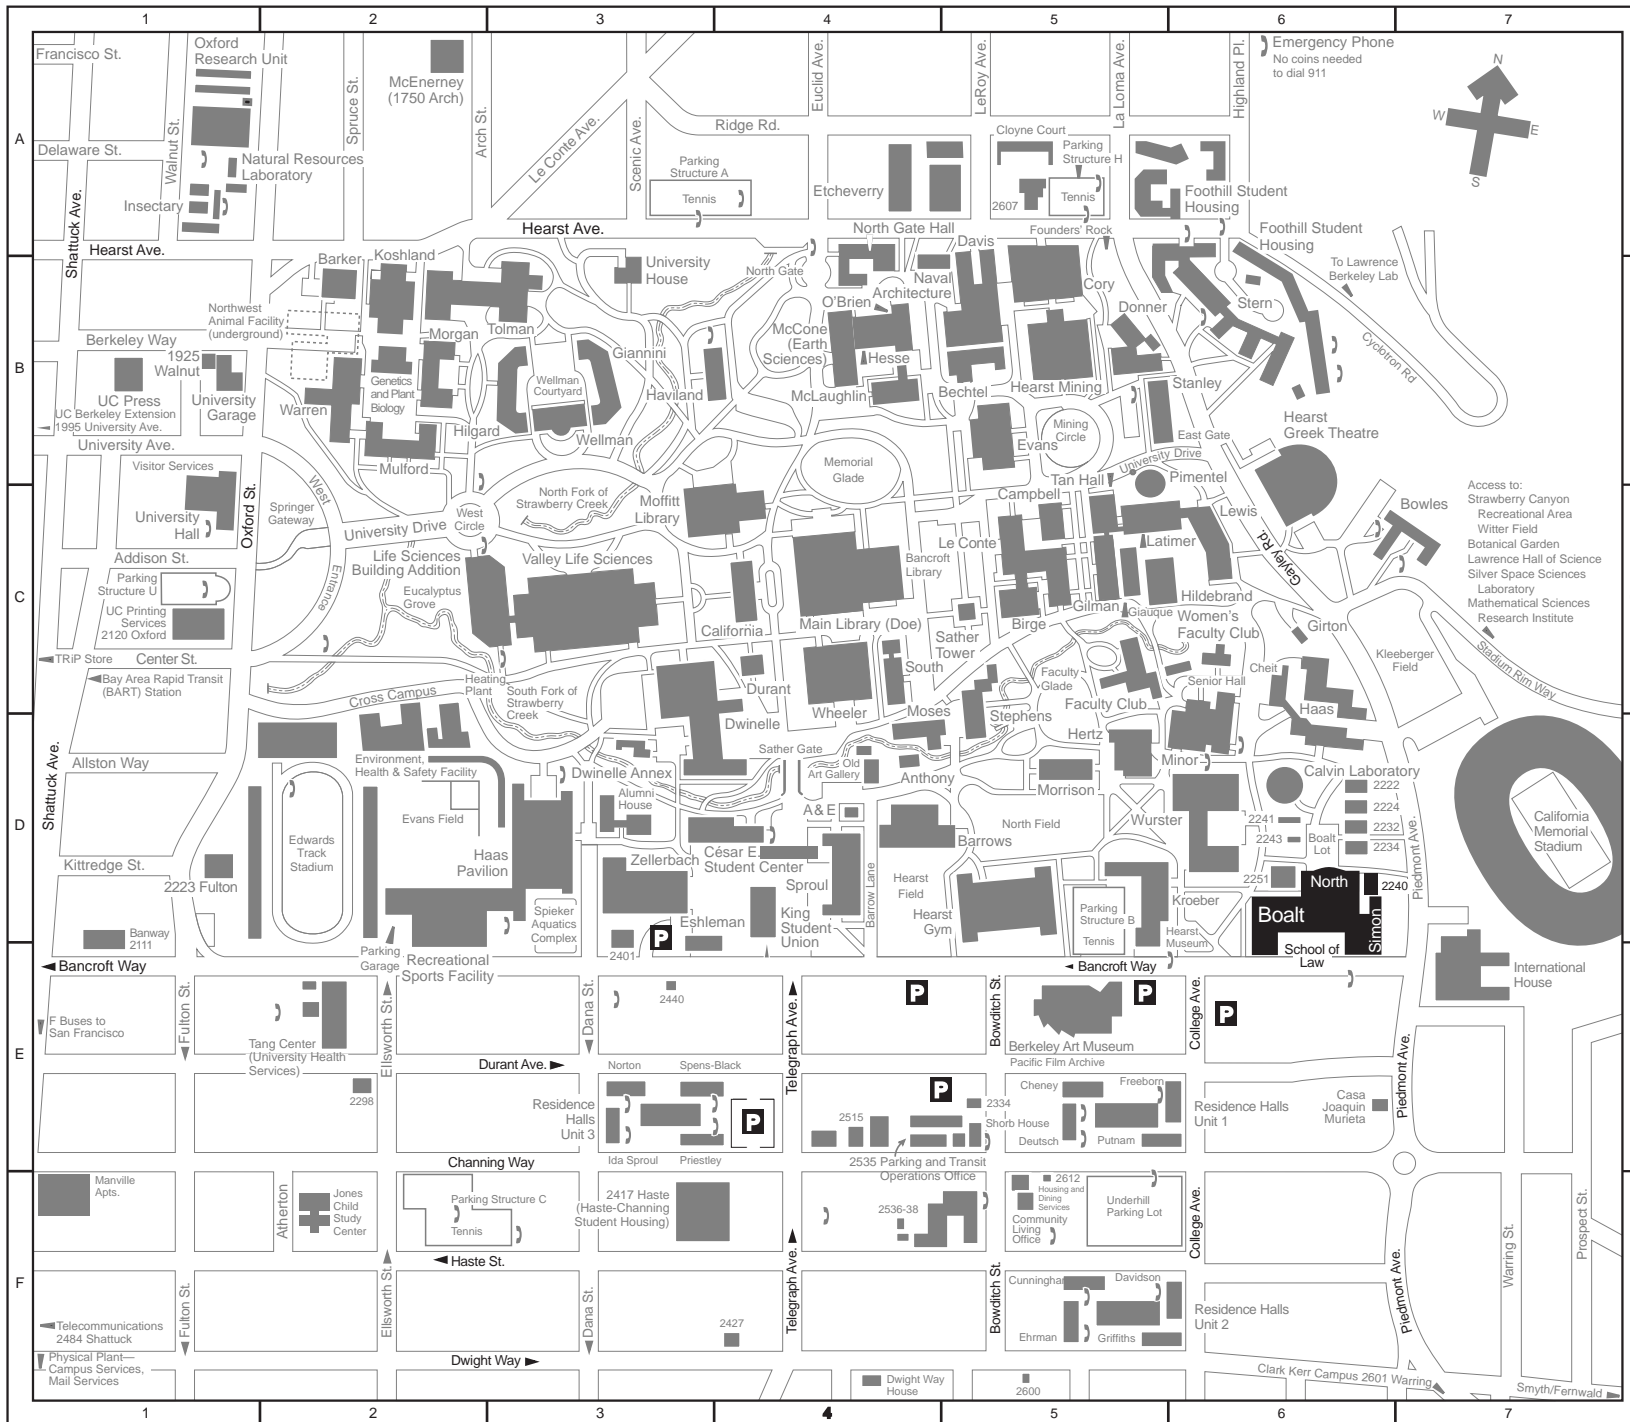 1 2 3 4 5 6 7
A
B
C
D
E
F
Francisco St.
Oxford
Research Unit
McEnerney
(1750 Arch)
Spruce St.
Arch St.
Walnut St.
Delaware St.
Natural Resources
Laboratory
Insectary
Shattuck Ave.
Hearst Ave.
Le Conte Ave.
Scenic Ave.
Ridge Rd.
Euclid Ave.
LeRoy Ave.
La Loma Ave.
Highland Pl.
Emergency Phone
No coins needed
to dial 911
N
W
E
S
Parking
Structure A
Tennis
Etcheverry
Cloyne Court
Parking
Structure H
Tennis
2607
Foothill Student
Housing
Hearst Ave.
North Gate Hall
Founders' Rock
Foothill Student
Housing
To Lawrence
Berkeley Lab
Barker
Koshland
University
House
North Gate
Davis
Naval
Architecture
Cory
Donner
Stern
Cyclotron Rd
Northwest
Animal Facility
(underground)
Morgan
Tolman
O'Brien
McCone
(Earth
Sciences)
Hesse
Berkeley Way
1925
Walnut
UC Press
University
Garage
UC Berkeley Extension
1995 University Ave.
Warren
Genetics
and Plant
Biology
Wellman
Courtyard
Giannini
Haviland
McLaughlin
Bechtel
Hearst Mining
Stanley
Hearst
Greek Theatre
University Ave.
Hilgard
Mulford
Wellman
Memorial
Glade
Evans
Mining
Circle
East Gate
University Drive
Visitor Services
University
Hall
Oxford St.
West
Entrance
Springer
Gateway
University Drive
West
Circle
North Fork of
Strawberry Creek
Moffitt
Library
Tan Hall
Pimentel
Campbell
Lewis
Bowles
Gayley Rd.
Access to:
Strawberry Canyon
Recreational Area
Witter Field
Botanical Garden
Lawrence Hall of Science
Silver Space Sciences
Laboratory
Mathematical Sciences
Research Institute
Addison St.
Parking
Structure U
UC Printing
Services
2120 Oxford
Life Sciences
Building Addition
Eucalyptus
Grove
Valley Life Sciences
Bancroft
Library
Le Conte
Latimer
Hildebrand
Gilman
Giauque
Birge
Women's
Faculty Club
Girton
Kleeberger
Field
Stadium Rim Way
California
Main Library (Doe)
Sather
Tower
TRiP Store
Center St.
Bay Area Rapid Transit
(BART) Station
Cross Campus
Heating
Plant
South Fork of
Strawberry
Creek
Durant
South
Faculty
Glade
Faculty Club
Senior Hall
Cheit
Haas
Dwinelle
Wheeler
Moses
Stephens
Hertz
Shattuck Ave.
Allston Way
Environment,
Health & Safety Facility
Dwinelle Annex
Sather Gate
Old
Art Gallery
Anthony
Morrison
Minor
Calvin Laboratory
2222
2224
2232
2234
2241
2243
Boalt
Lot
Alumni
House
A & E
Evans Field
Edwards
Track
Stadium
Haas
Pavilion
Zellerbach
César E.
Student Center
Barrows
North Field
Wurster
Piedmont Ave.
California
Memorial
Stadium
Kittredge St.
2223 Fulton
Spieker
Aquatics
Complex
Sproul
Barrow Lane
Hearst
Field
Hearst
Gym
Parking
Structure B
Tennis
Kroeber
Hearst
Museum
2251
North
2240
Boalt
Simon
School of
Law
Banway
2111
Parking
Garage
Recreational
Sports Facility
2401
P
Eshleman
King
Student
Union
Bancroft Way
Bancroft Way
International
House
F Buses to
San Francisco
Fulton St.
Tang Center
(University Health
Services)
Ellsworth St.
Dana St.
2440
Telegraph Ave.
P
Bowditch St.
P
Berkeley Art Museum
Pacific Film Archive
College Ave.
P
Durant Ave.
2298
Norton
Spens-Black
Residence
Halls
Unit 3
Ida Sproul
Priestley
P
P
2334
2515
Shorb House
2535 Parking and Transit
Operations Office
Cheney
Freeborn
Deutsch
Putnam
Residence Halls
Unit 1
Casa
Joaquin
Murieta
Piedmont Ave.
Channing Way
Manville
Apts.
Atherton
Jones
Child
Study
Center
Parking Structure C
Tennis
2417 Haste
(Haste-Channing
Student Housing)
2536-38
2612
Housing and
Dining
Services
Community
Living
Office
Underhill
Parking Lot
College Ave.
Haste St.
Warring St.
Prospect St.
Fulton St.
Ellsworth St.
Dana St.
Telegraph Ave.
Bowditch St.
Piedmont Ave.
Cunningham
Davidson
Ehrman
Griffiths
Residence Halls
Unit 2
Telecommunications
2484 Shattuck
2427
Physical Plant—
Campus Services,
Mail Services
Dwight Way
Dwight Way
House
2600
Clark Kerr Campus 2601 Warring
Smyth/Fernwald
1 2 3 4 5 6 7